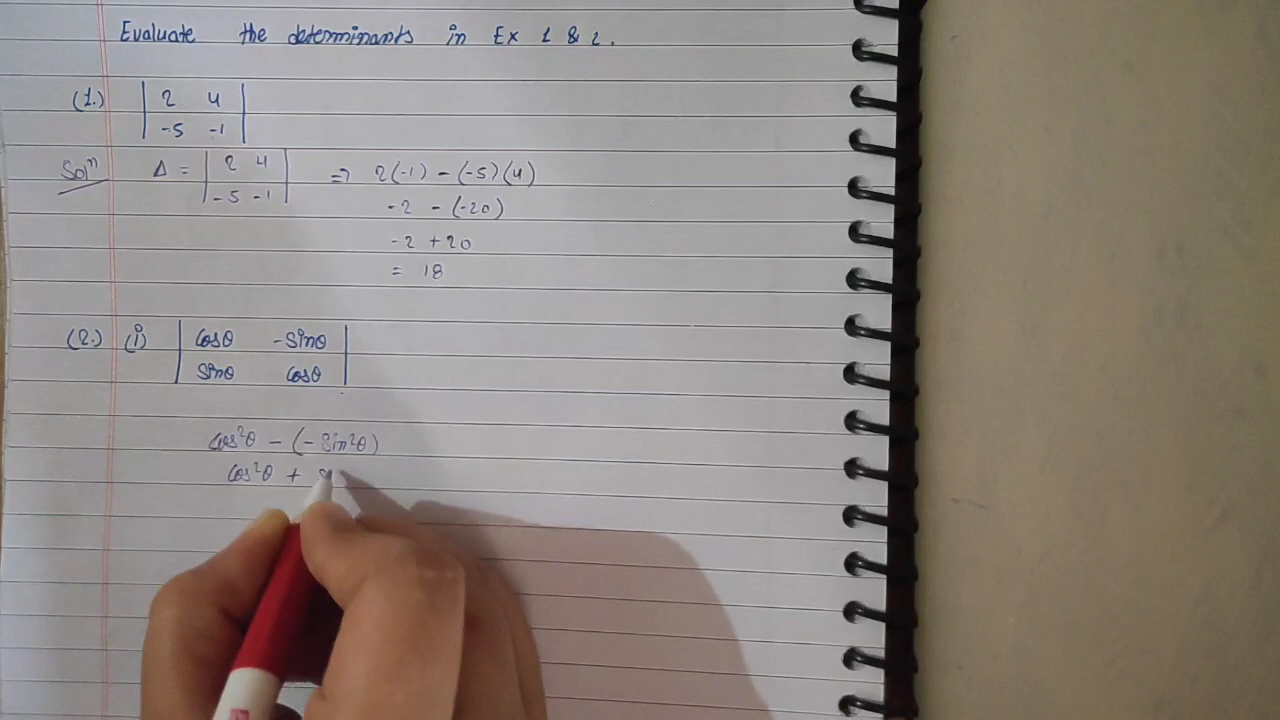 Evaluate the determinants in Ex 1 & 2.
(1.) | 2 4 |
| -5 -1 |
Solⁿ Δ = | 2 4 | => 2(-1) - (-5)(4)
| -5 -1 |
-2 - (-20)
-2 + 20
= 18
(2.) (i) | cosθ -sinθ |
| sinθ cosθ |
cos²θ - (- sin²θ)
cos²θ +